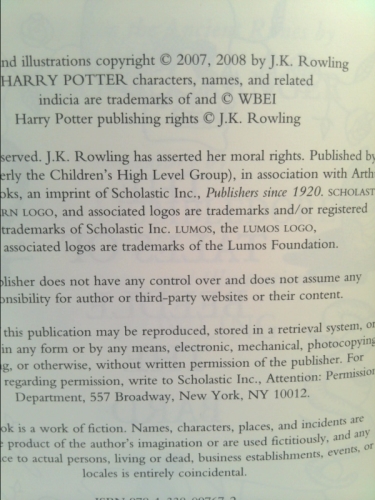 nd illustrations copyright © 2007, 2008 by J.K. Rowling
HARRY POTTER characters, names, and related
indicia are trademarks of and © WBEI
Harry Potter publishing rights © J.K. Rowling
served. J.K. Rowling has asserted her moral rights. Published by
erly the Children's High Level Group), in association with Arth
oks, an imprint of Scholastic Inc., Publishers since 1920. SCHOLAST
RN LOGO, and associated logos are trademarks and/or registered
trademarks of Scholastic Inc. LUMOS, the LUMOS LOGO,
associated logos are trademarks of the Lumos Foundation.
blisher does not have any control over and does not assume any
onsibility for author or third-party websites or their content.
this publication may be reproduced, stored in a retrieval system, or
in any form or by any means, electronic, mechanical, photocopying
g, or otherwise, without written permission of the publisher. For
regarding permission, write to Scholastic Inc., Attention: Permission
Department, 557 Broadway, New York, NY 10012.
ok is a work of fiction. Names, characters, places, and incidents are
product of the author's imagination or are used fictitiously, and any
ce to actual persons, living or dead, business establishments, events, or
locales is entirely coincidental.